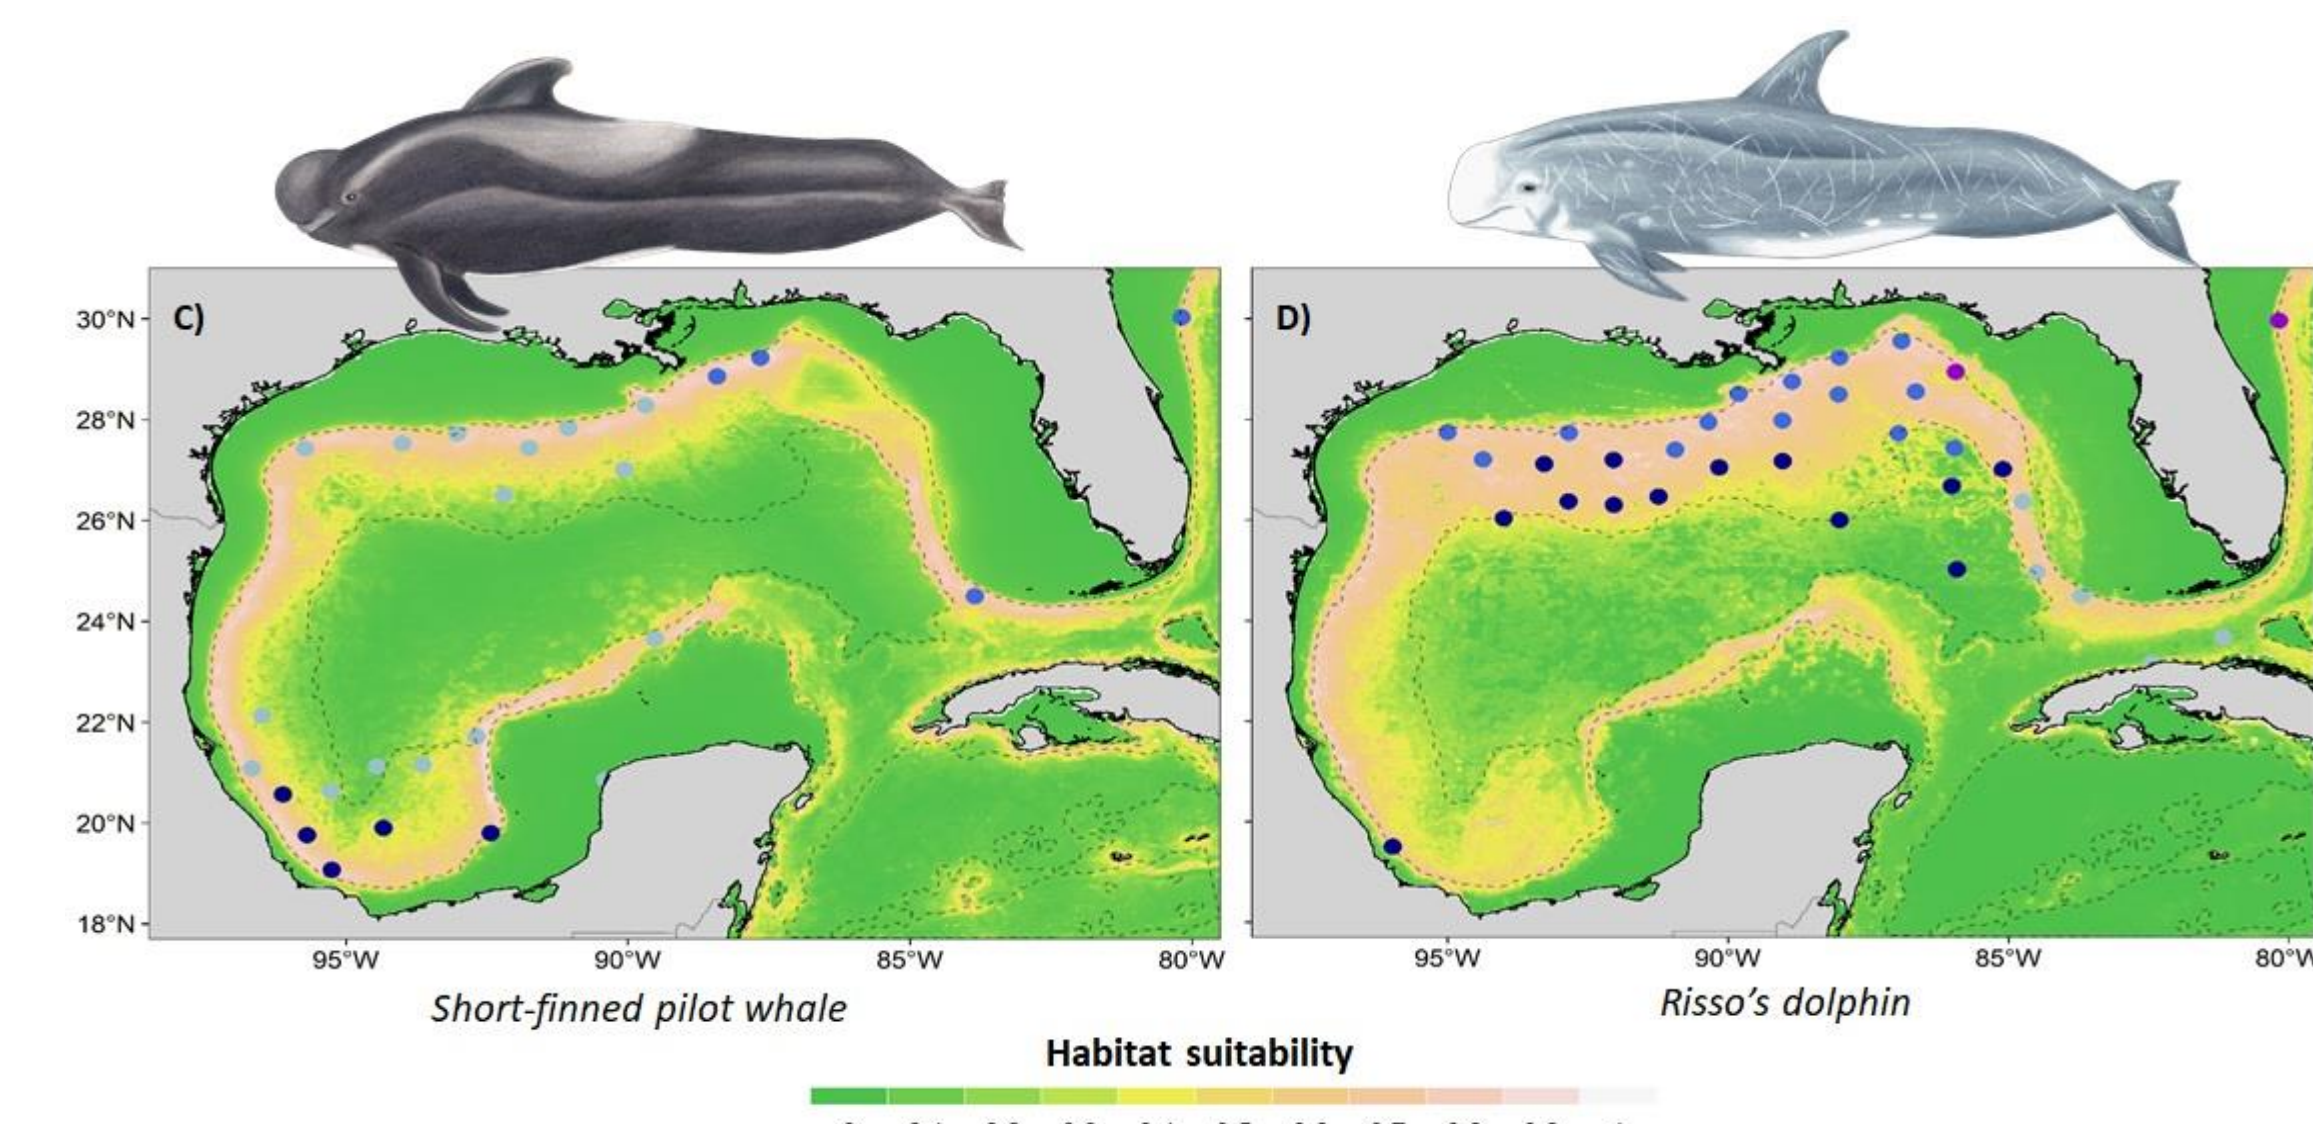 C)
D)
30°N
28°N
26°N
24°N
22°N
20°N
18°N
95°W
90°W
85°W
80°W
95°W
90°W
85°W
Short-finned pilot whale
Risso’s dolphin
Habitat suitability